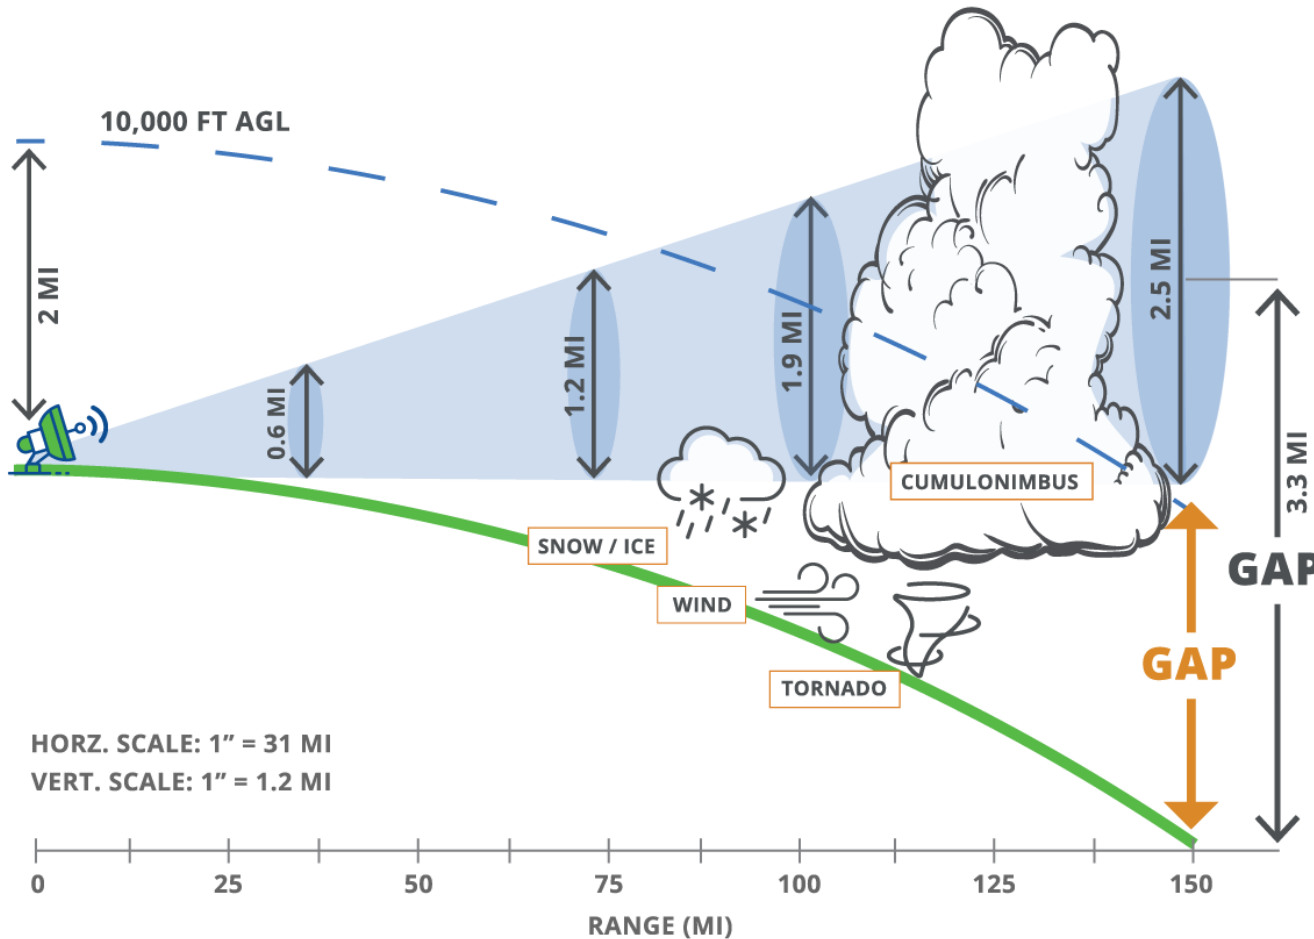 10,000 FT AGL
2 MI
0.6 MI
1.2 MI
1.9 MI
2.5 MI
3.3 MI
CUMULONIMBUS
SNOW / ICE
WIND
TORNADO
GAP
GAP
HORZ. SCALE: 1” = 31 MI
VERT. SCALE: 1” = 1.2 MI
0 25 50 75 100 125 150
RANGE (MI)